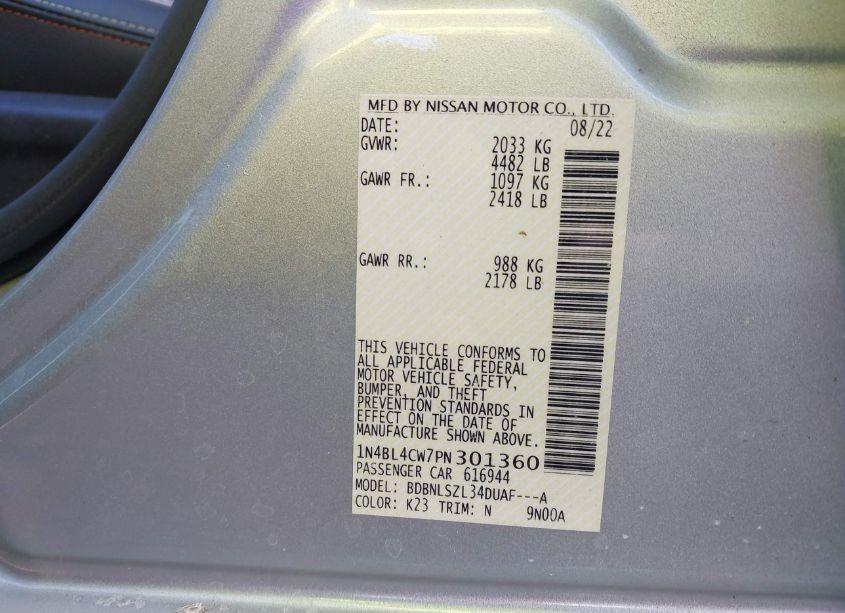 MFD BY NISSAN MOTOR CO., LTD.
DATE: 08/22
GVWR: 2033 KG
4482 LB
GAWR FR.: 1097 KG
2418 LB
GAWR RR.: 988 KG
2178 LB
THIS VEHICLE CONFORMS TO
ALL APPLICABLE FEDERAL
MOTOR VEHICLE SAFETY,
BUMPER, AND THEFT
PREVENTION STANDARDS IN
EFFECT ON THE DATE OF
MANUFACTURE SHOWN ABOVE.
1N4BL4CW7PN301360
PASSENGER CAR 616944
MODEL: BDBNLSZL34DUAF---A
COLOR: K23 TRIM: N 9N00A